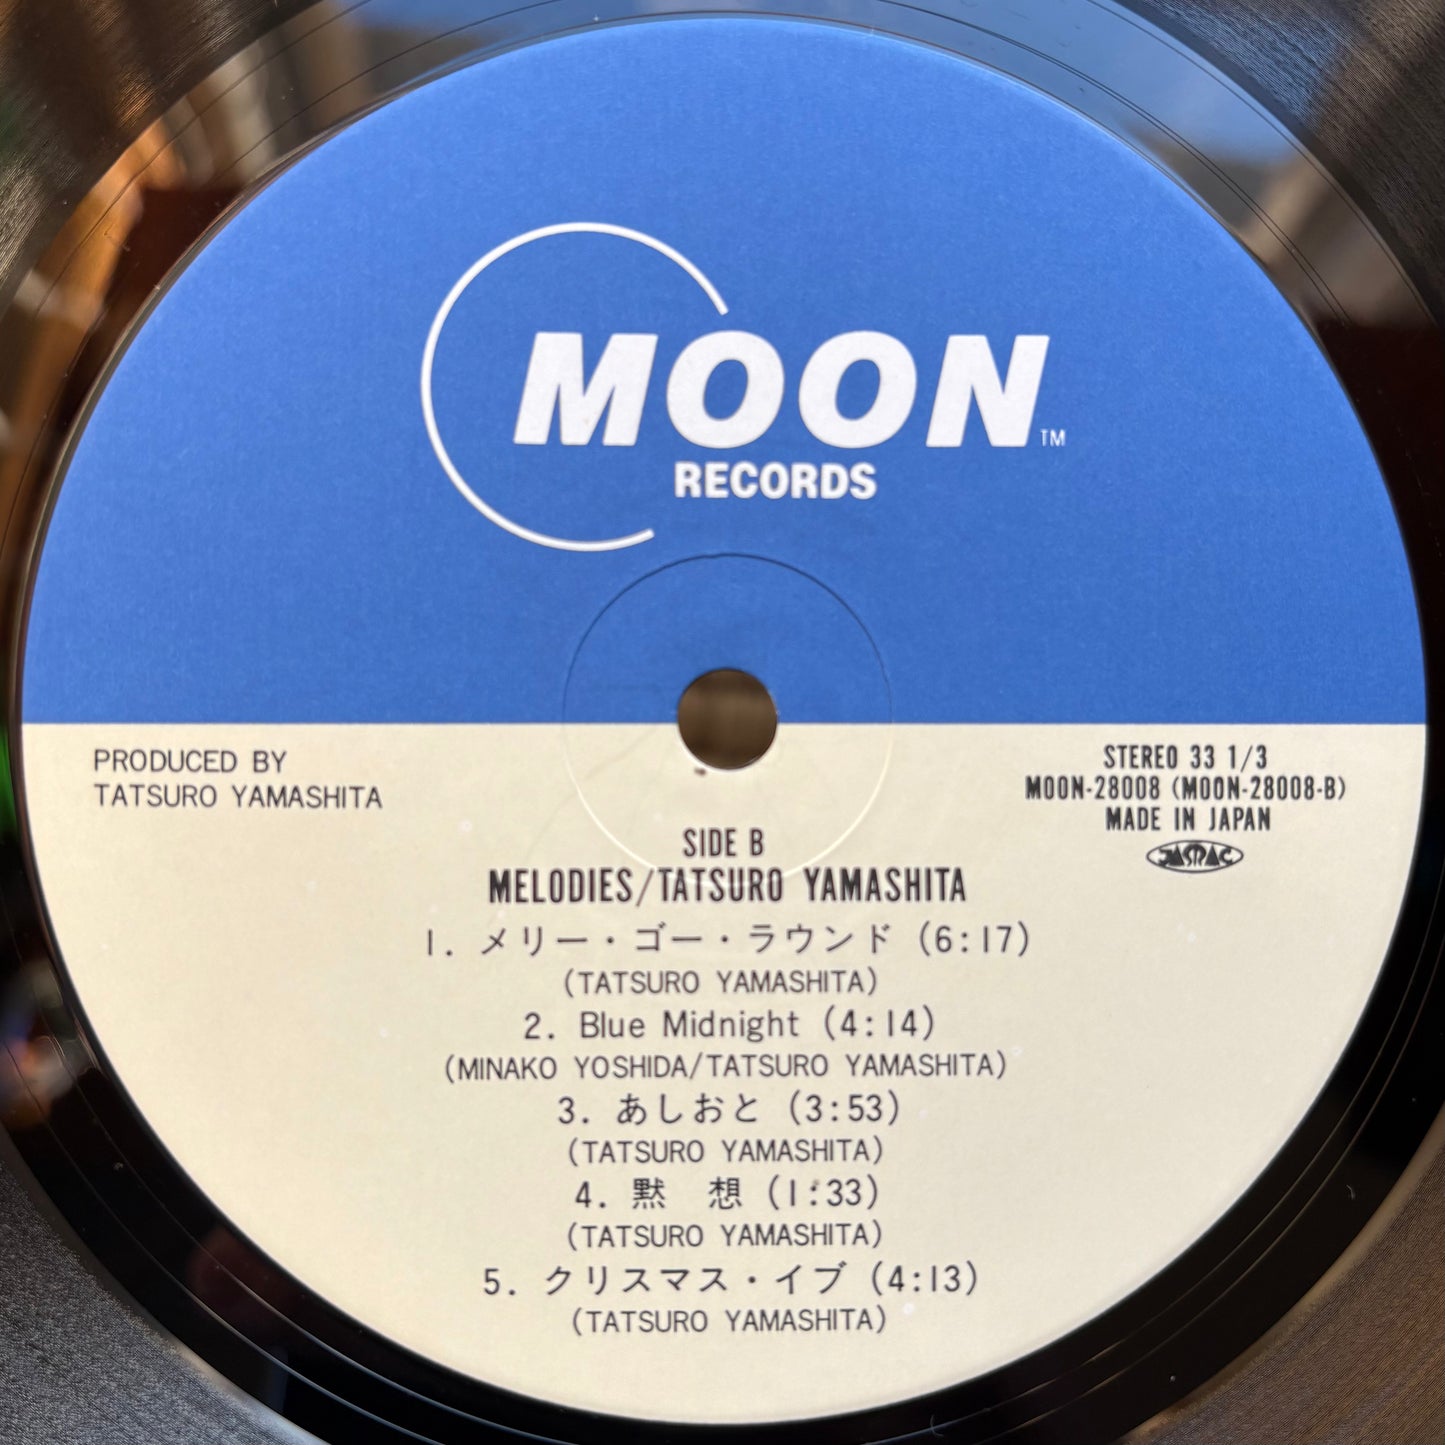 MOON™
RECORDS
PRODUCED BY
TATSURO YAMASHITA
STEREO 33 1/3
MOON-28008 (MOON-28008-B)
MADE IN JAPAN
JASRAC
SIDE B
MELODIES/TATSURO YAMASHITA
1. メリー・ゴー・ラウンド (6:17)
(TATSURO YAMASHITA)
2. Blue Midnight (4:14)
(MINAKO YOSHIDA/TATSURO YAMASHITA)
3. あしおと (3:53)
(TATSURO YAMASHITA)
4. 黙　想 (1:33)
(TATSURO YAMASHITA)
5. クリスマス・イブ (4:13)
(TATSURO YAMASHITA)